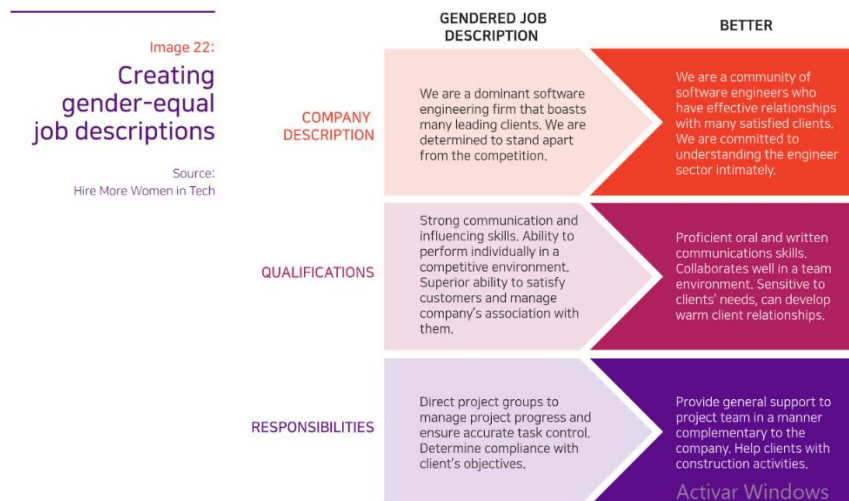 Image 22:
Creating
gender-equal
job descriptions
Source:
Hire More Women in Tech
GENDERED JOB
DESCRIPTION
BETTER
COMPANY
DESCRIPTION
We are a dominant software
engineering firm that boasts
many leading clients. We are
determined to stand apart
from the competition.
We are a community of
software engineers who
have effective relationships
with many satisfied clients.
We are committed to
understanding the engineer
sector intimately.
QUALIFICATIONS
Strong communication and
influencing skills. Ability to
perform individually in a
competitive environment.
Superior ability to satisfy
customers and manage
company's association with
them.
Proficient oral and written
communications skills.
Collaborates well in a team
environment. Sensitive to
clients' needs, can develop
warm client relationships.
RESPONSIBILITIES
Direct project groups to
manage project progress and
ensure accurate task control.
Determine compliance with
client's objectives.
Provide general support to
project team in a manner
complementary to the
company. Help clients with
construction activities.
Activar Windows